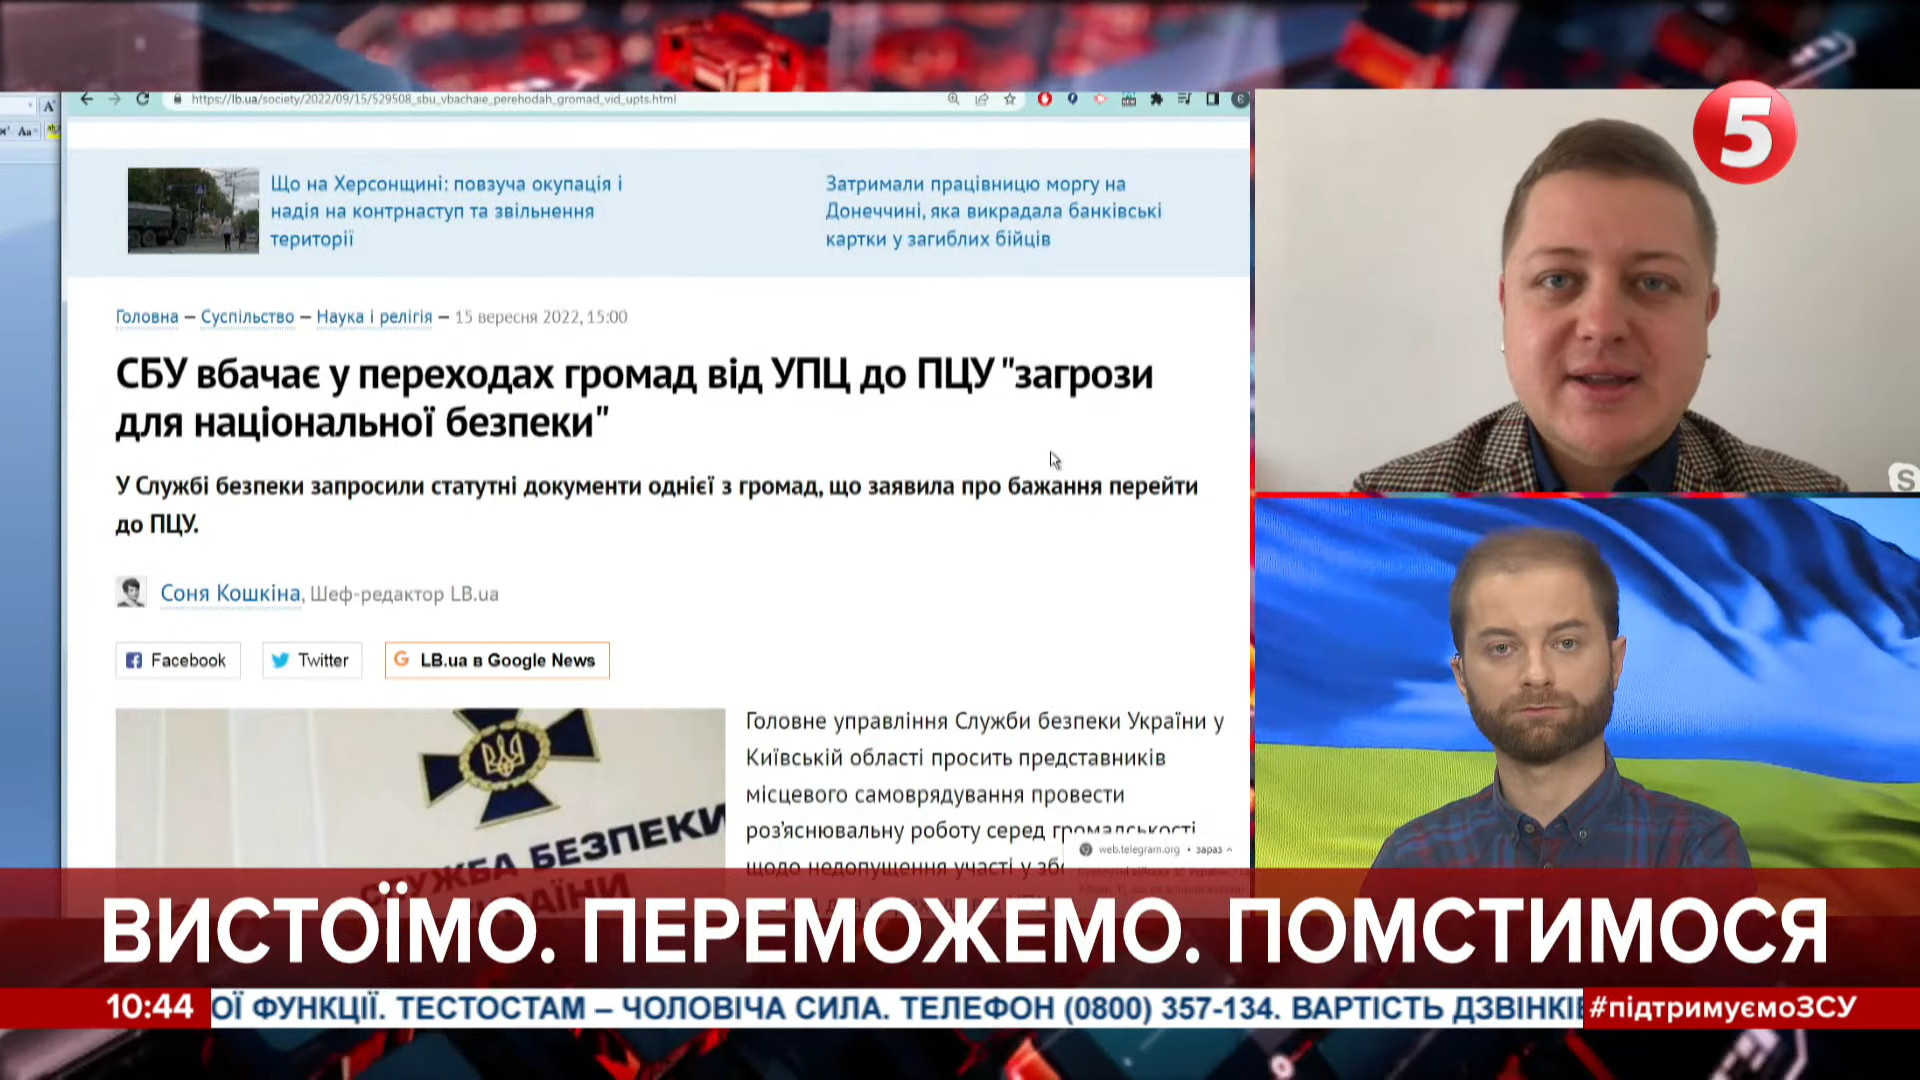 https://lb.ua/society/2022/09/15/529508_sbu_vbachaie_perehodah_gromad_vid_upts.html
Aa
Що на Херсонщині: повзуча окупація і
надія на контрнаступ та звільнення
території
Затримали працівницю моргу на
Донеччині, яка викрадала банківські
картки у загиблих бійців
5
Головна — Суспільство — Наука і релігія — 15 вересня 2022, 15:00
СБУ вбачає у переходах громад від УПЦ до ПЦУ "загрози
для національної безпеки"
У Службі безпеки запросили статутні документи однієї з громад, що заявила про бажання перейти
до ПЦУ.
S
Соня Кошкіна, Шеф-редактор LB.ua
Facebook
Twitter
G LB.ua в Google News
Головне управління Служби безпеки України у
Київській області просить представників
місцевого самоврядування провести
роз'яснювальну роботу серед громадськості
щодо недопущення участі у
СЛУЖБА БЕЗПЕКИ
УКРАЇНИ
web.telegram.org • зараз
ВИСТОЇМО. ПЕРЕМОЖЕМО. ПОМСТИМОСЯ
10:44
ОЇ ФУНКЦІЇ. ТЕСТОСТАМ – ЧОЛОВІЧА СИЛА. ТЕЛЕФОН (0800) 357-134. ВАРТІСТЬ ДЗВІНКІВ
#підтримуємоЗСУ